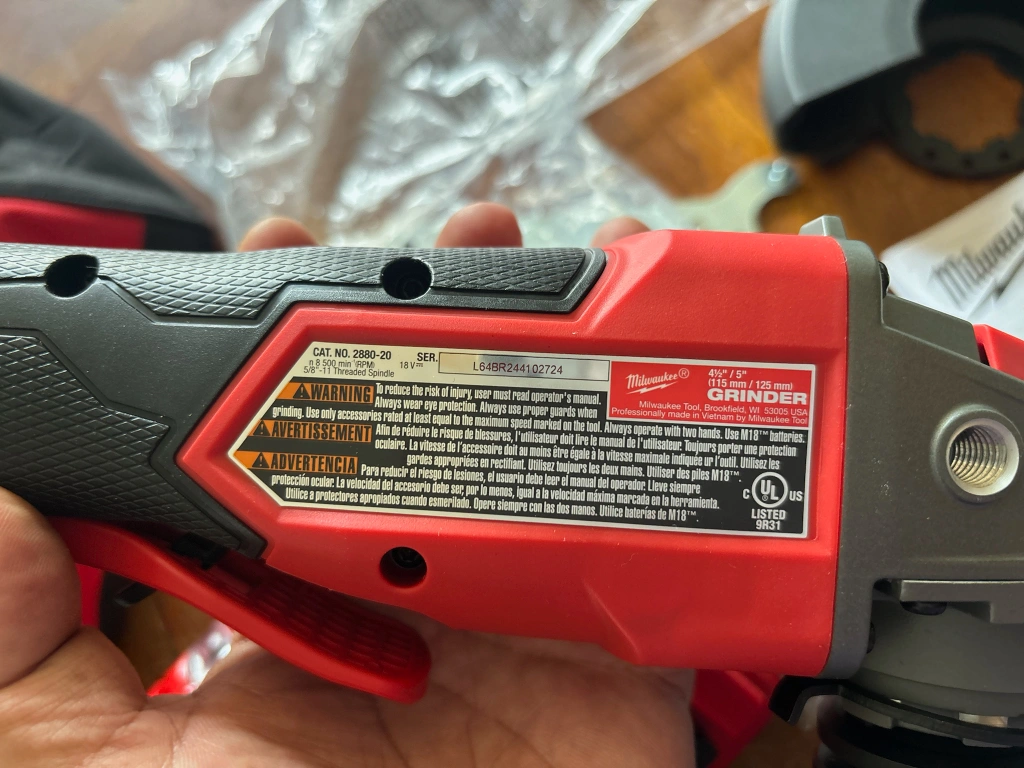 CAT. NO. 2880-20
n 8 500 min⁻¹(RPM) 18 V⎓
5/8"-11 Threaded Spindle
SER. L64BR244102724
Milwaukee®
4½" / 5"
(115 mm / 125 mm)
GRINDER
Milwaukee Tool, Brookfield, WI 53005 USA
Professionally made in Vietnam by Milwaukee Tool
WARNING To reduce the risk of injury, user must read operator's manual.
Always wear eye protection. Always use proper guards when
grinding. Use only accessories rated at least equal to the maximum speed marked on the tool. Always operate with two hands. Use M18™ batteries.
AVERTISSEMENT Afin de réduire le risque de blessures, l'utilisateur doit lire le manuel de l'utilisateur. Toujours porter une protection
oculaire. La vitesse de l'accessoire doit au moins être égale à la vitesse maximale indiquée ur l'outil. Utilisez les
gardes appropriées en rectifiant. Utilisez toujours les deux mains. Utiliser des piles M18™.
ADVERTENCIA Para reducir el riesgo de lesiones, el usuario debe leer el manual del operador. Lleve siempre
protección ocular. La velocidad del accesorio debe ser, por lo menos, igual a la velocidad máxima marcada en la herramienta.
Utilice a protectores apropiados cuando esmerilado. Opere siempre con las dos manos. Utilice baterías de M18™
C UL US
LISTED
9R31
Milwaukee